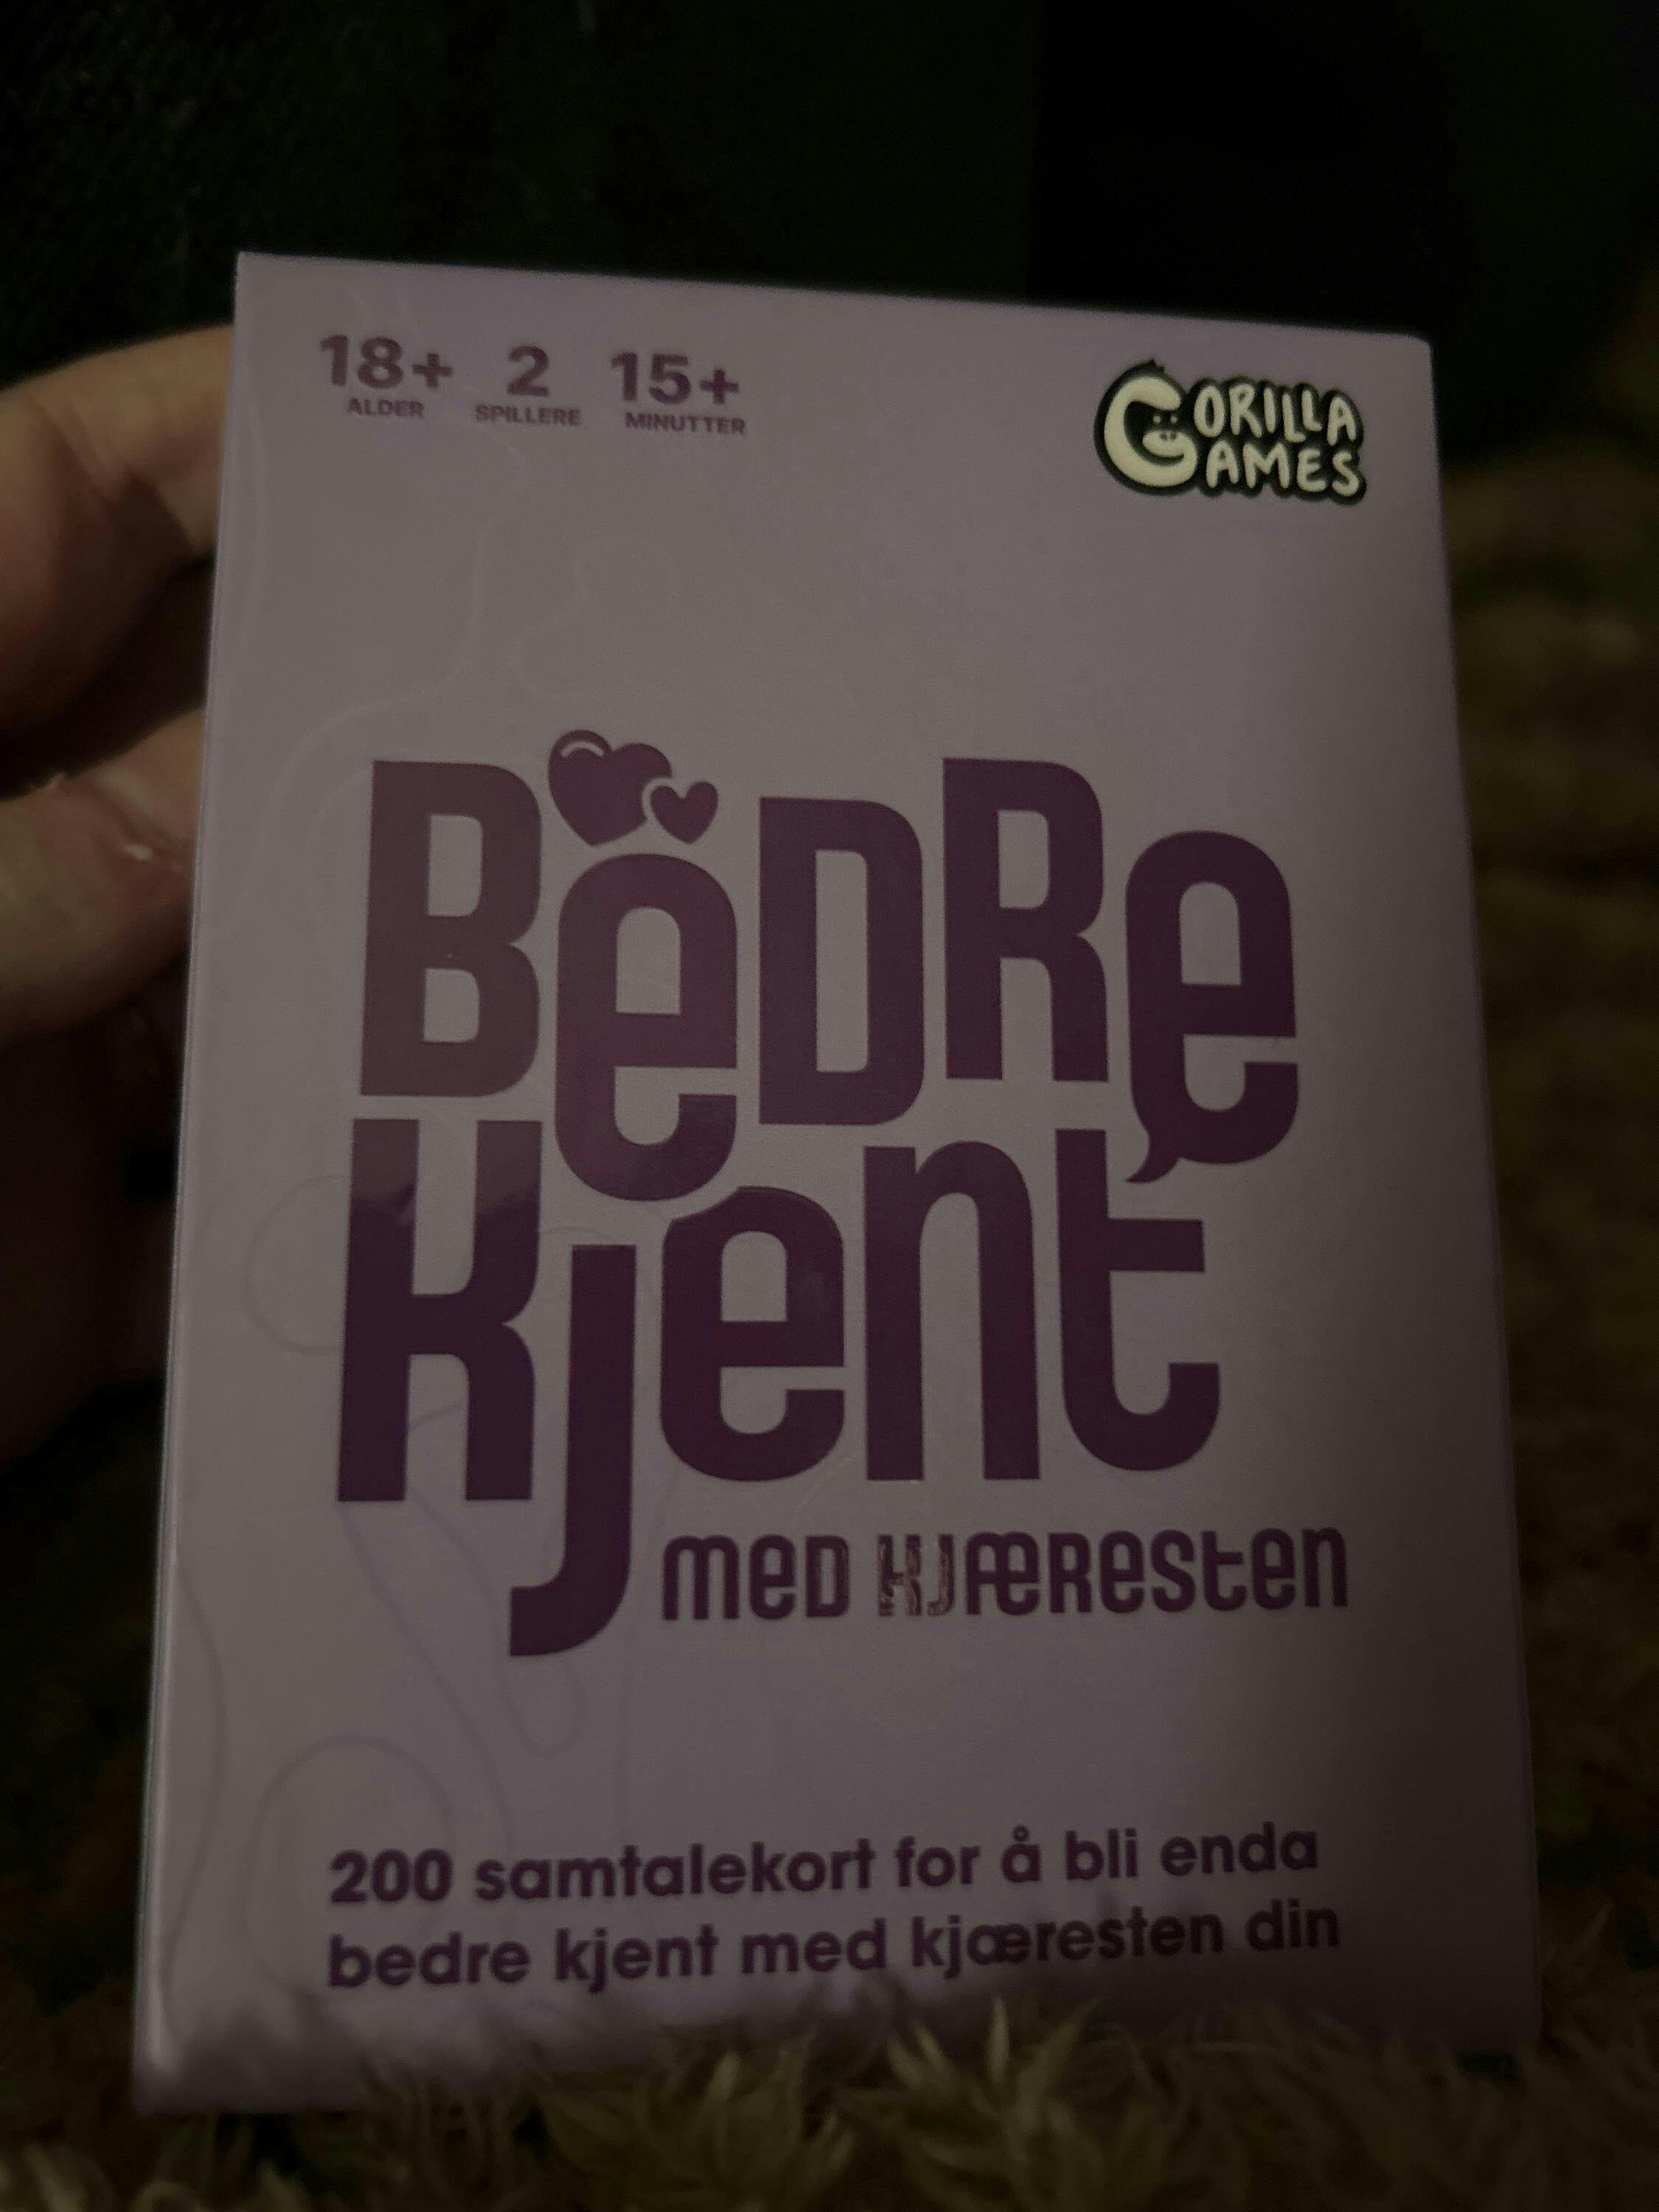 18+ 2 15+
ALDER SPILLERE MINUTTER
GORILLA
GAMES
BeDRe
kjent
meD KJÆResten
200 samtalekort for å bli enda
bedre kjent med kjæresten din